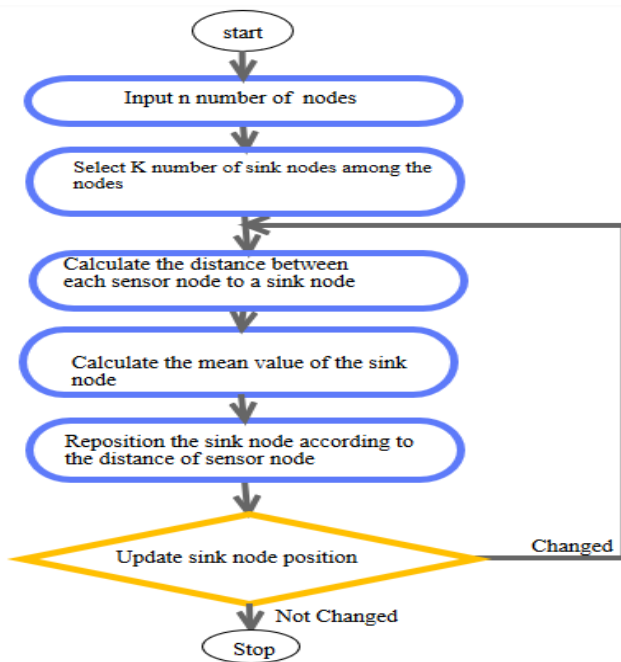 start
Input n number of nodes
Select K number of sink nodes among the
nodes
Calculate the distance between
each sensor node to a sink node
Calculate the mean value of the sink
node
Reposition the sink node according to
the distance of sensor node
Update sink node position
Changed
Not Changed
Stop